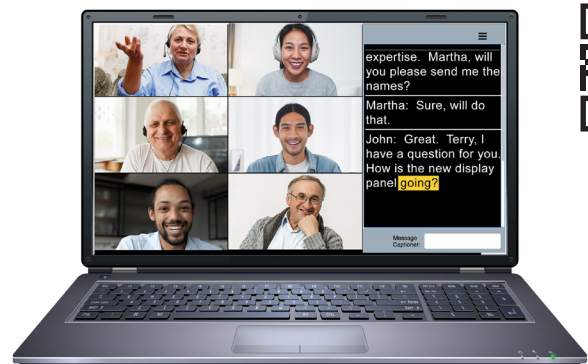 expertise.  Martha, will
you please send me the
names?
Martha:  Sure, will do
that.
John:  Great.  Terry, I
have a question for you.
How is the new display
panel going?
Message
Captioner: